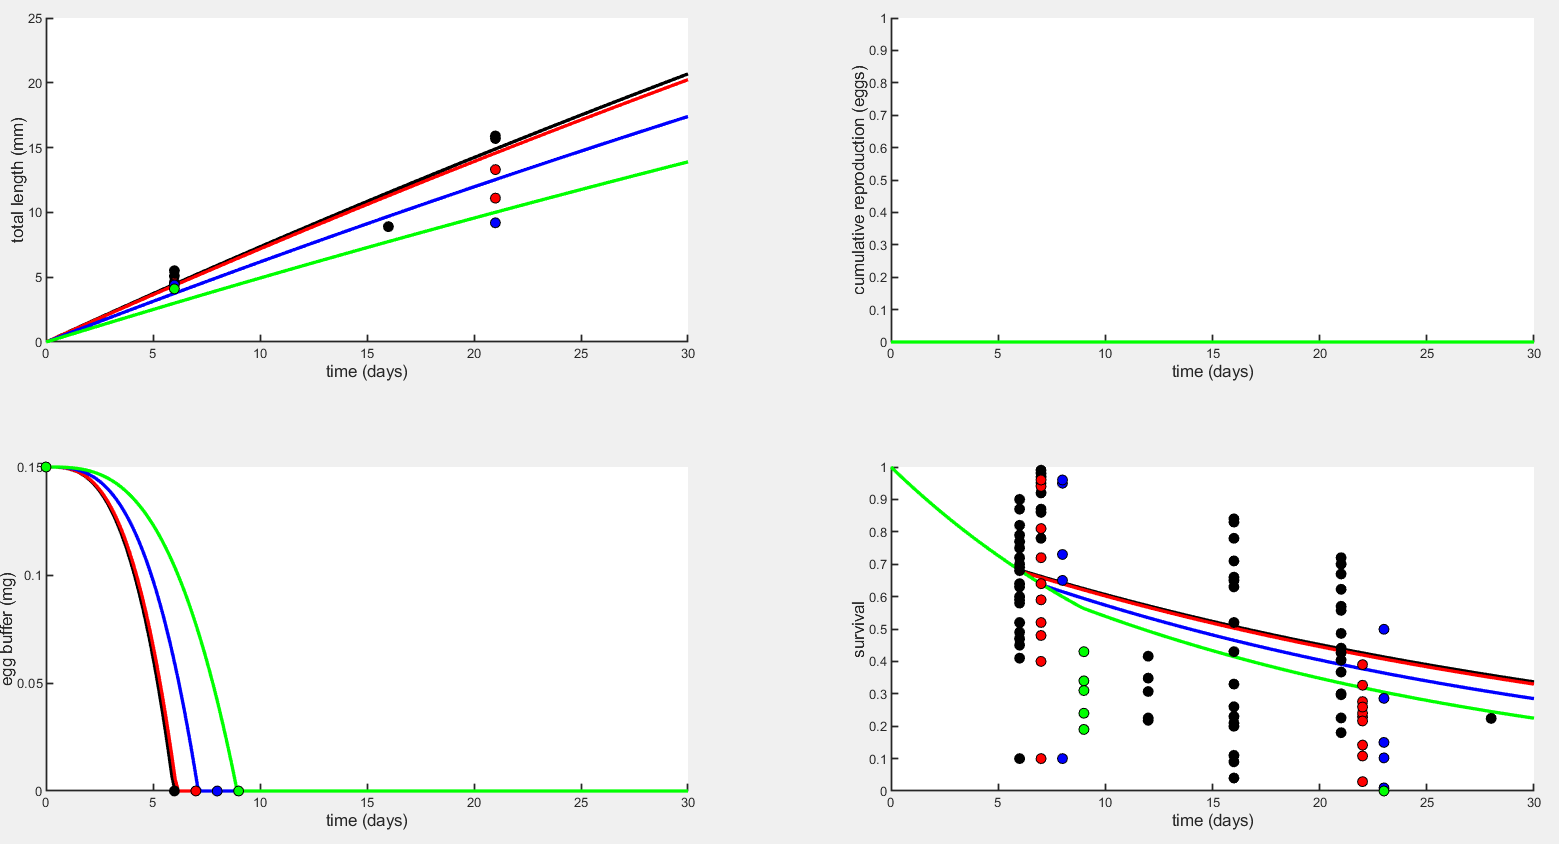 25
20
15
10
5
0
0 5 10 15 20 25 30
time (days)
total length (mm)
1
0.9
0.8
0.7
0.6
0.5
0.4
0.3
0.2
0.1
0
0 5 10 15 20 25 30
time (days)
cumulative reproduction (eggs)
0.15
0.1
0.05
0
0 5 10 15 20 25 30
time (days)
egg buffer (mg)
1
0.9
0.8
0.7
0.6
0.5
0.4
0.3
0.2
0.1
0
0 5 10 15 20 25 30
time (days)
survival